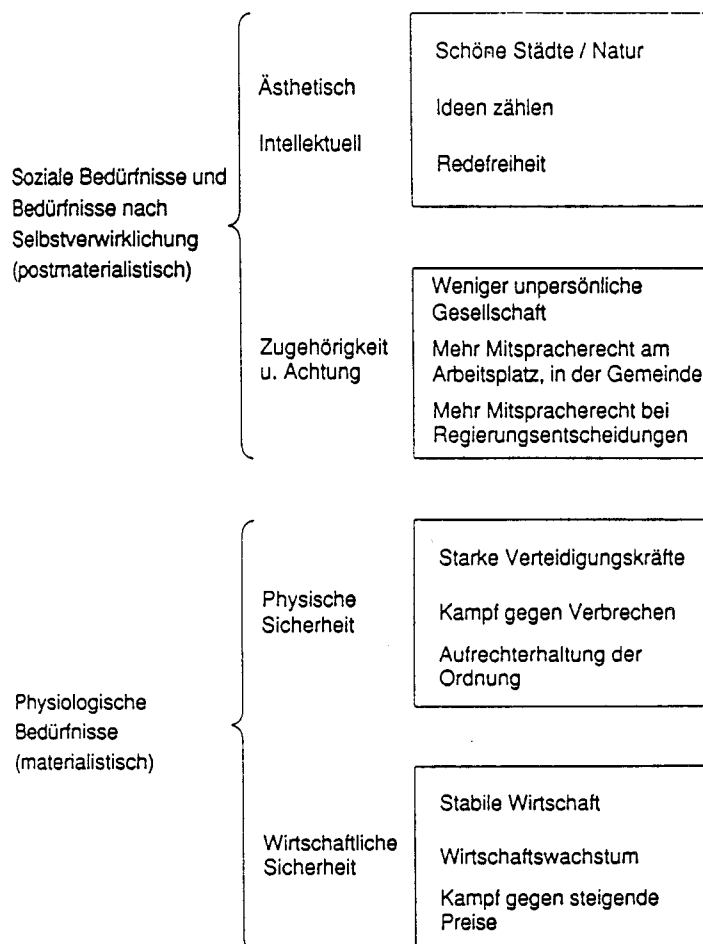 Soziale Bedürfnisse und
Bedürfnisse nach
Selbstverwirklichung
(postmaterialistisch)
Ästhetisch
Intellektuell
Schöne Städte / Natur
Ideen zählen
Redefreiheit
Zugehörigkeit
u. Achtung
Weniger unpersönliche
Gesellschaft
Mehr Mitspracherecht am
Arbeitsplatz, in der Gemeinde
Mehr Mitspracherecht bei
Regierungsentscheidungen
Physiologische
Bedürfnisse
(materialistisch)
Physische
Sicherheit
Starke Verteidigungskräfte
Kampf gegen Verbrechen
Aufrechterhaltung der
Ordnung
Wirtschaftliche
Sicherheit
Stabile Wirtschaft
Wirtschaftswachstum
Kampf gegen steigende
Preise